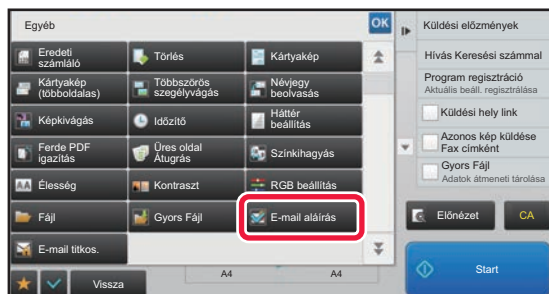 Egyéb
OK
Eredeti
számláló
Törlés
Kártyakép
Kártyakép
(többoldalas)
Többszörös
szegélyvágás
Névjegy
beolvasás
Képkivágás
Időzítő
Háttér
beállítás
Ferde PDF
igazítás
Üres oldal
Átugrás
Színkihagyás
AA Élesség
Kontraszt
RGB beállítás
Fájl
Gyors Fájl
E-mail aláírás
E-mail titkos.
Vissza
A4
A4
Küldési előzmények
Hívás Keresési számmal
Program regisztráció
Aktuális beáll. regisztrálása
Küldési hely link
Azonos kép küldése
Fax címként
Gyors Fájl
Adatok átmeneti tárolása
Előnézet
CA
Start